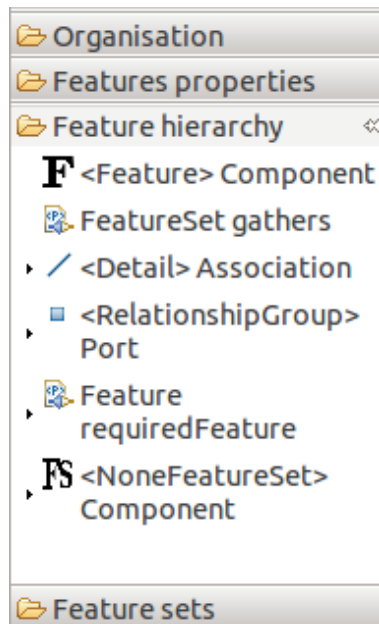 Organisation
Features properties
Feature hierarchy
F <Feature> Component
FeatureSet gathers
<Detail> Association
<RelationshipGroup>
Port
Feature
requiredFeature
FS <NoneFeatureSet>
Component
Feature sets